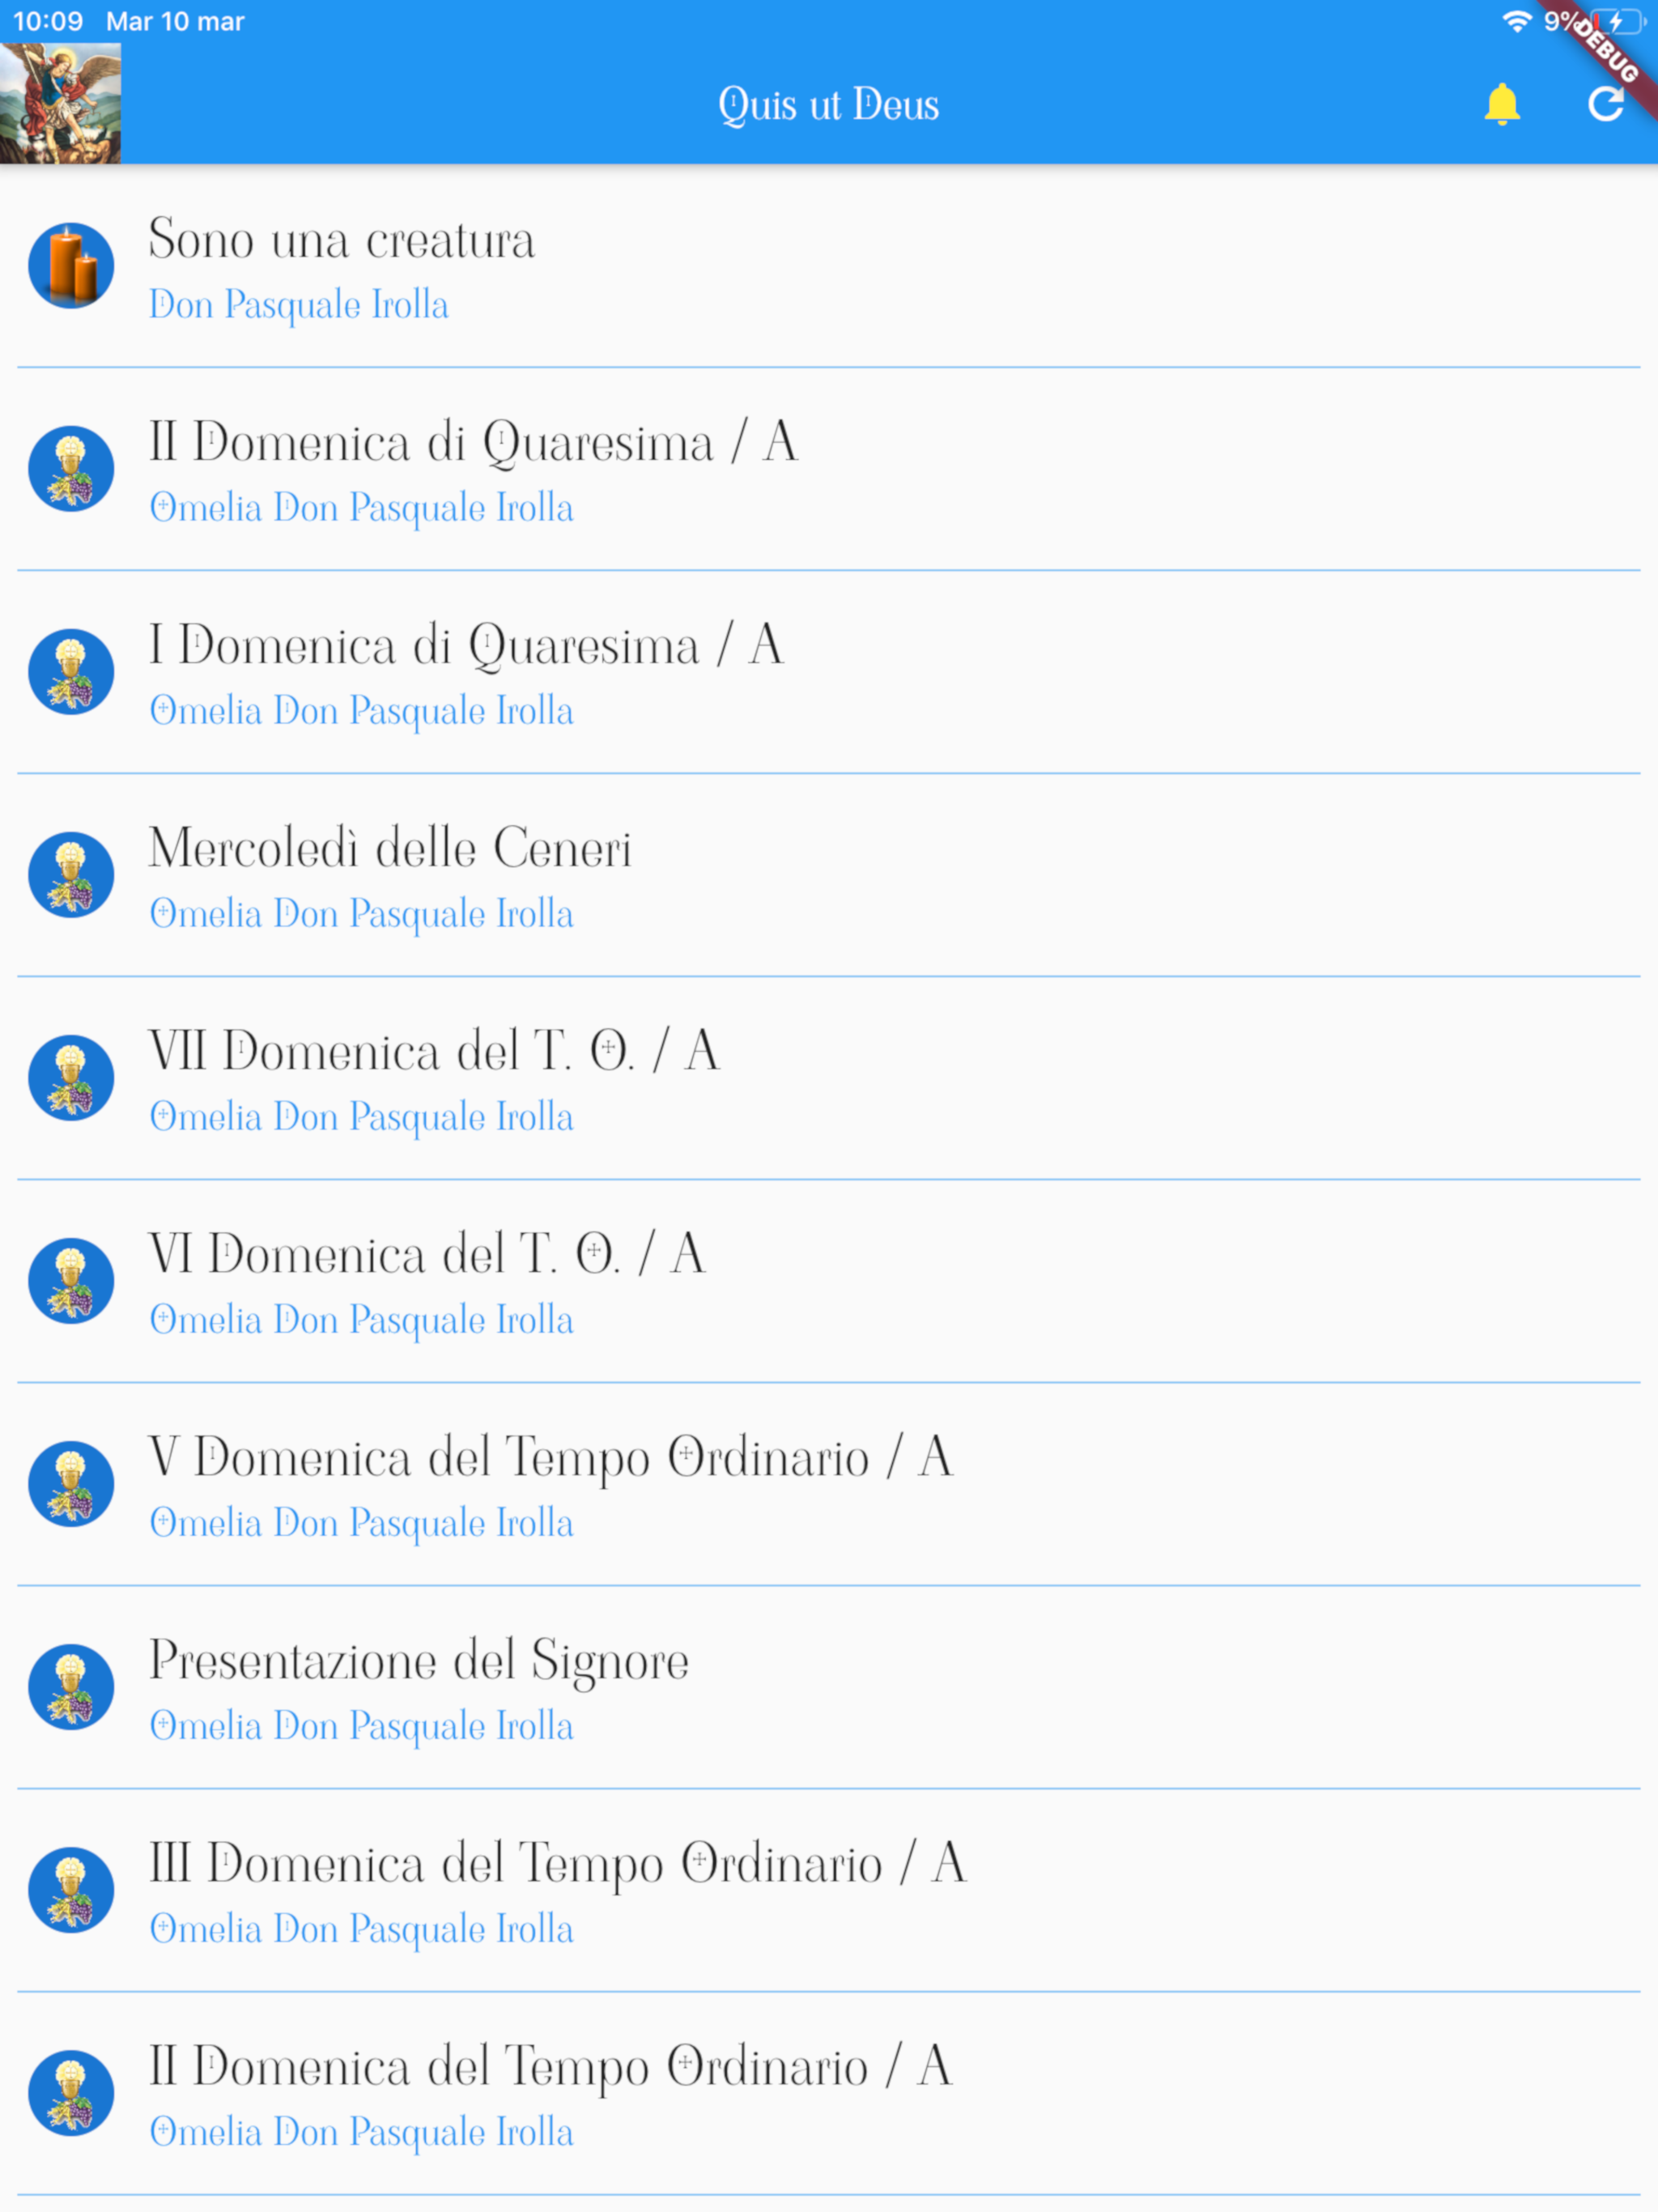 10:09 Mar 10 mar
9%
DEBUG
Quis ut Deus
Sono una creatura
Don Pasquale Irolla
II Domenica di Quaresima / A
Omelia Don Pasquale Irolla
I Domenica di Quaresima / A
Omelia Don Pasquale Irolla
Mercoledì delle Ceneri
Omelia Don Pasquale Irolla
VII Domenica del T. O. / A
Omelia Don Pasquale Irolla
VI Domenica del T. O. / A
Omelia Don Pasquale Irolla
V Domenica del Tempo Ordinario / A
Omelia Don Pasquale Irolla
Presentazione del Signore
Omelia Don Pasquale Irolla
III Domenica del Tempo Ordinario / A
Omelia Don Pasquale Irolla
II Domenica del Tempo Ordinario / A
Omelia Don Pasquale Irolla